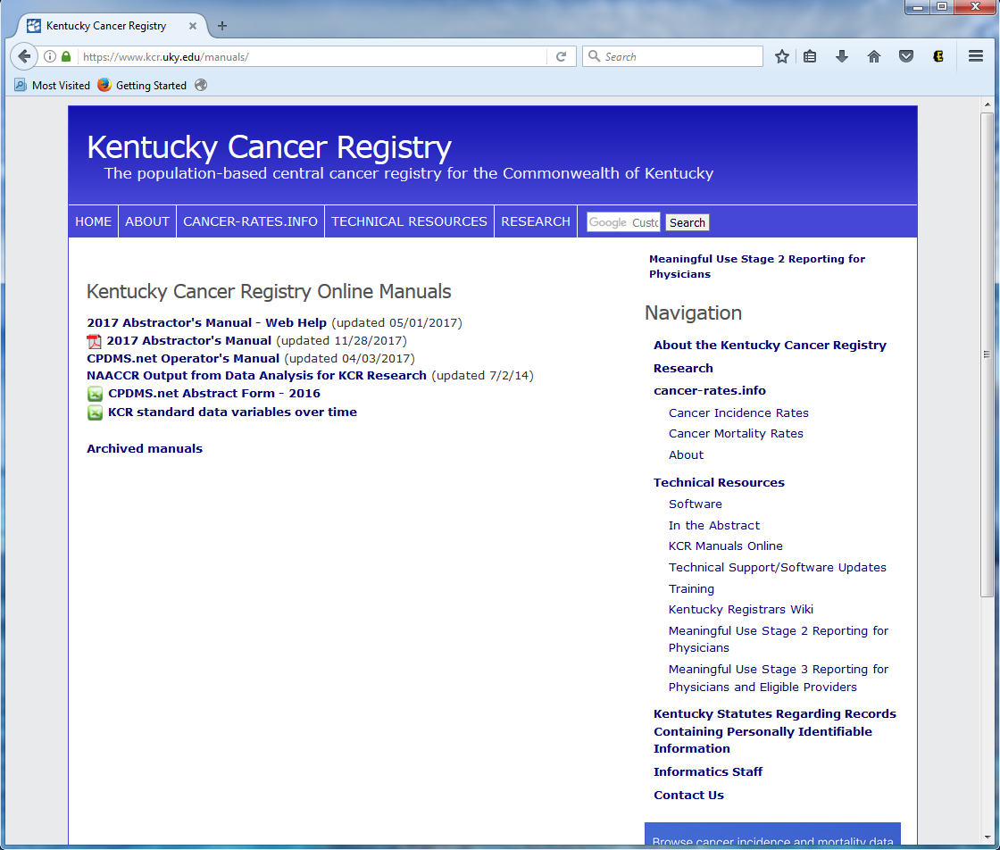 Kentucky Cancer Registry
https://www.kcr.uky.edu/manuals/
Search
Most Visited
Getting Started
Kentucky Cancer Registry
The population-based central cancer registry for the Commonwealth of Kentucky
HOME ABOUT CANCER-RATES.INFO TECHNICAL RESOURCES RESEARCH Google Custo Search
Kentucky Cancer Registry Online Manuals
2017 Abstractor's Manual - Web Help (updated 05/01/2017)
2017 Abstractor's Manual (updated 11/28/2017)
CPDMS.net Operator's Manual (updated 04/03/2017)
NAACCR Output from Data Analysis for KCR Research (updated 7/2/14)
CPDMS.net Abstract Form - 2016
KCR standard data variables over time
Archived manuals
Meaningful Use Stage 2 Reporting for
Physicians
Navigation
About the Kentucky Cancer Registry
Research
cancer-rates.info
Cancer Incidence Rates
Cancer Mortality Rates
About
Technical Resources
Software
In the Abstract
KCR Manuals Online
Technical Support/Software Updates
Training
Kentucky Registrars Wiki
Meaningful Use Stage 2 Reporting for
Physicians
Meaningful Use Stage 3 Reporting for
Physicians and Eligible Providers
Kentucky Statutes Regarding Records
Containing Personally Identifiable
Information
Informatics Staff
Contact Us
Browse cancer incidence and mortality data